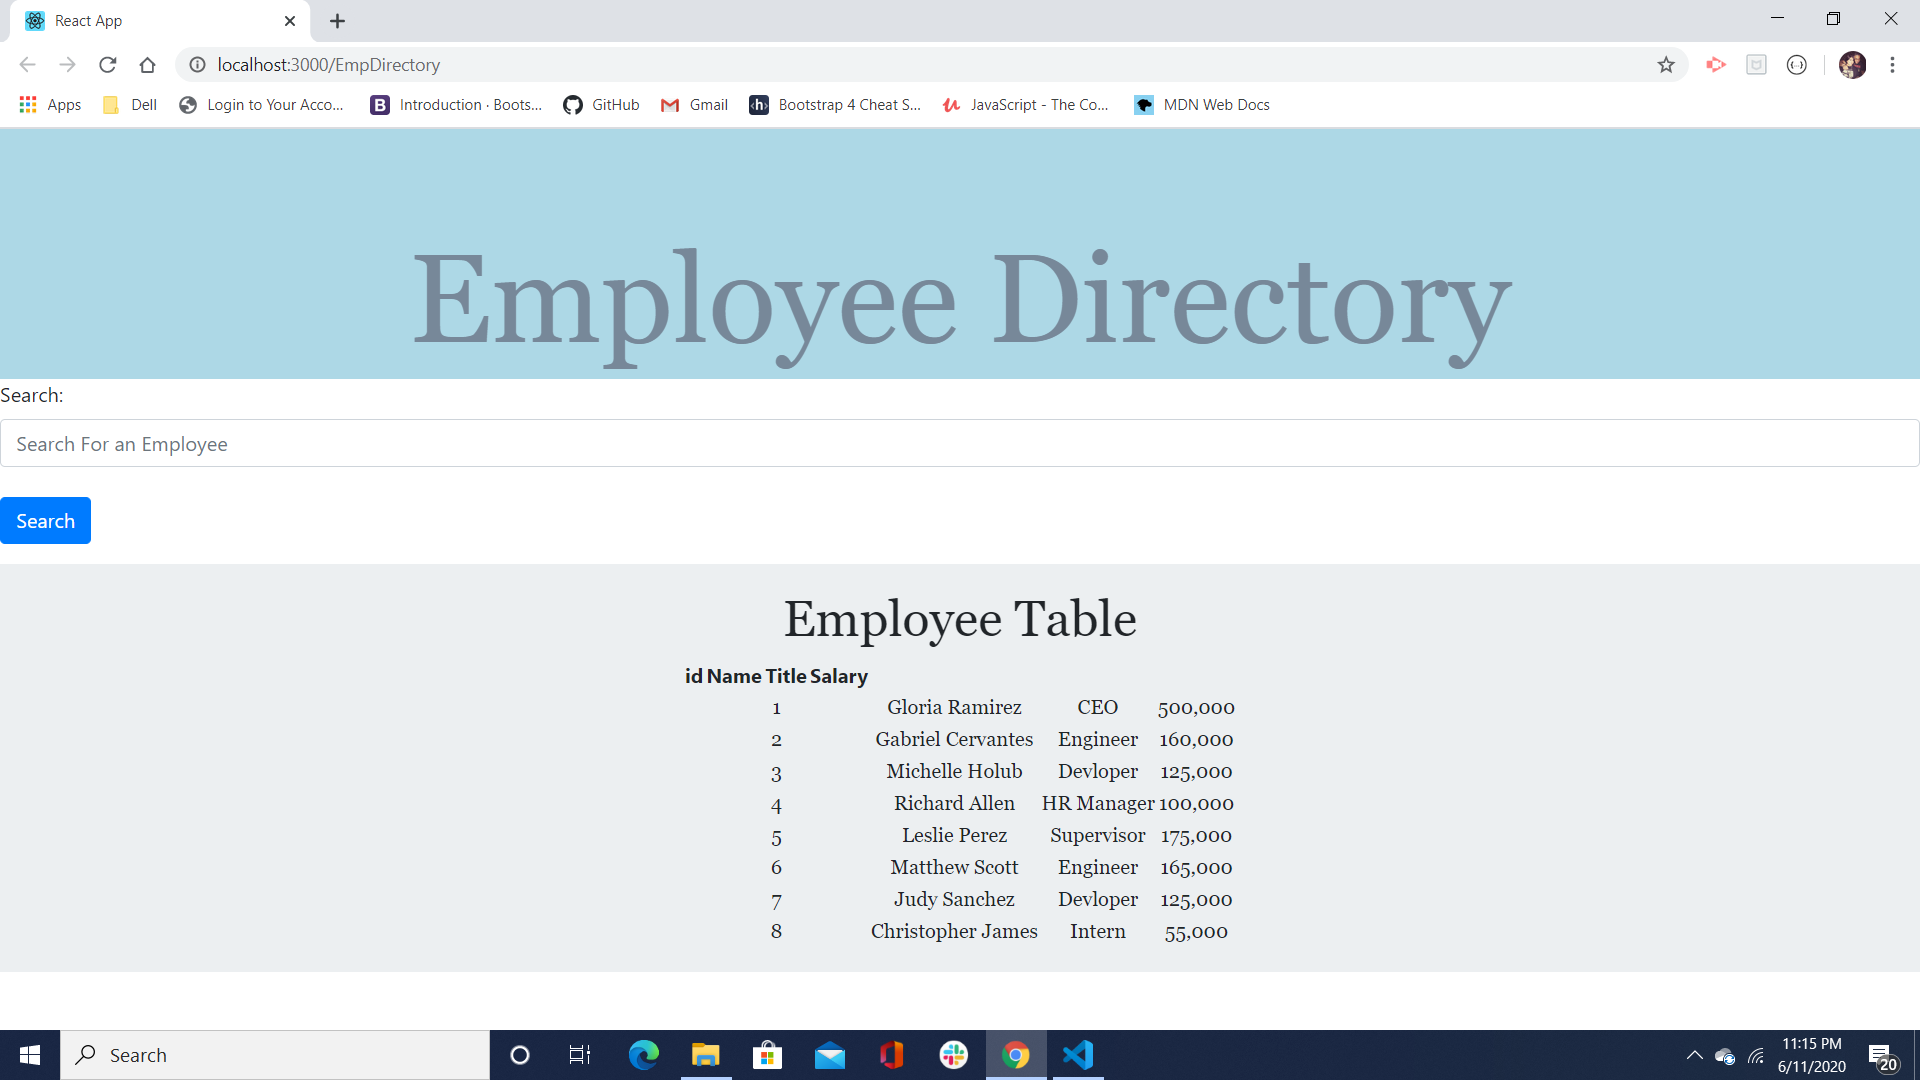 React App
localhost:3000/EmpDirectory
Apps Dell Login to Your Acco... Introduction · Boots... GitHub Gmail Bootstrap 4 Cheat S... JavaScript - The Co... MDN Web Docs
Employee Directory
Search:
Search For an Employee
Search
Employee Table
id Name Title Salary
1 Gloria Ramirez CEO 500,000
2 Gabriel Cervantes Engineer 160,000
3 Michelle Holub Devloper 125,000
4 Richard Allen HR Manager 100,000
5 Leslie Perez Supervisor 175,000
6 Matthew Scott Engineer 165,000
7 Judy Sanchez Devloper 125,000
8 Christopher James Intern 55,000
Search
11:15 PM
6/11/2020
20